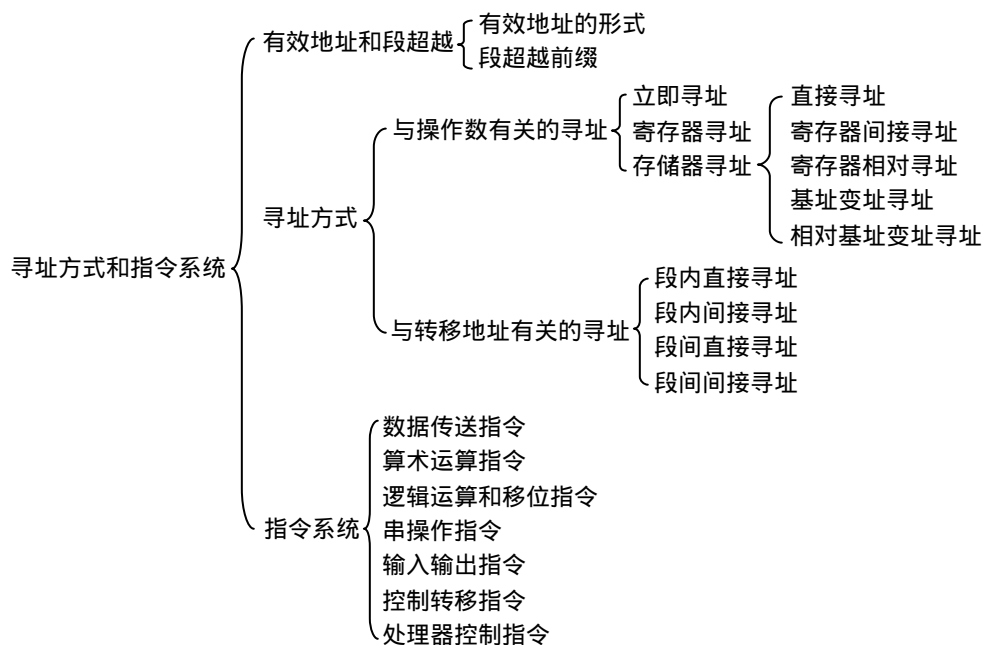 寻址方式和指令系统
有效地址和段超越
有效地址的形式
段超越前缀
寻址方式
与操作数有关的寻址
立即寻址
寄存器寻址
存储器寻址
直接寻址
寄存器间接寻址
寄存器相对寻址
基址变址寻址
相对基址变址寻址
与转移地址有关的寻址
段内直接寻址
段内间接寻址
段间直接寻址
段间间接寻址
指令系统
数据传送指令
算术运算指令
逻辑运算和移位指令
串操作指令
输入输出指令
控制转移指令
处理器控制指令